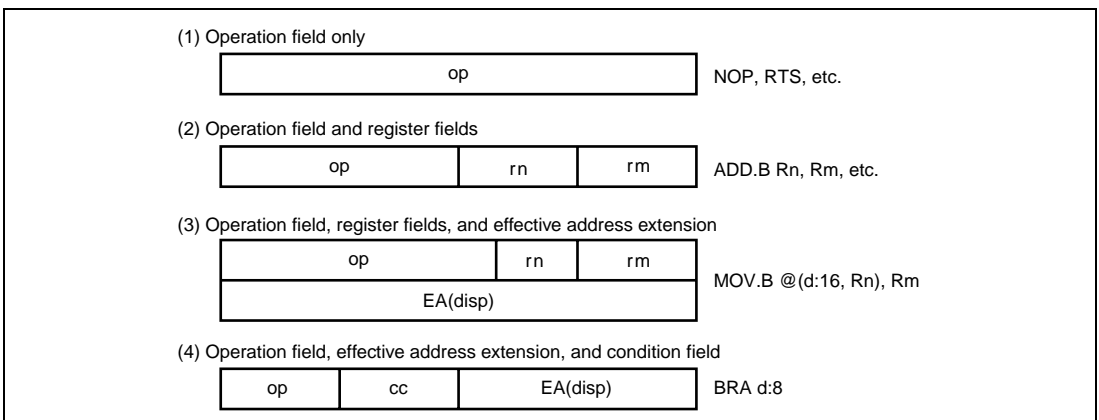 (1) Operation field only
op
NOP, RTS, etc.
(2) Operation field and register fields
op rn rm
ADD.B Rn, Rm, etc.
(3) Operation field, register fields, and effective address extension
op rn rm
EA(disp)
MOV.B @(d:16, Rn), Rm
(4) Operation field, effective address extension, and condition field
op cc EA(disp)
BRA d:8